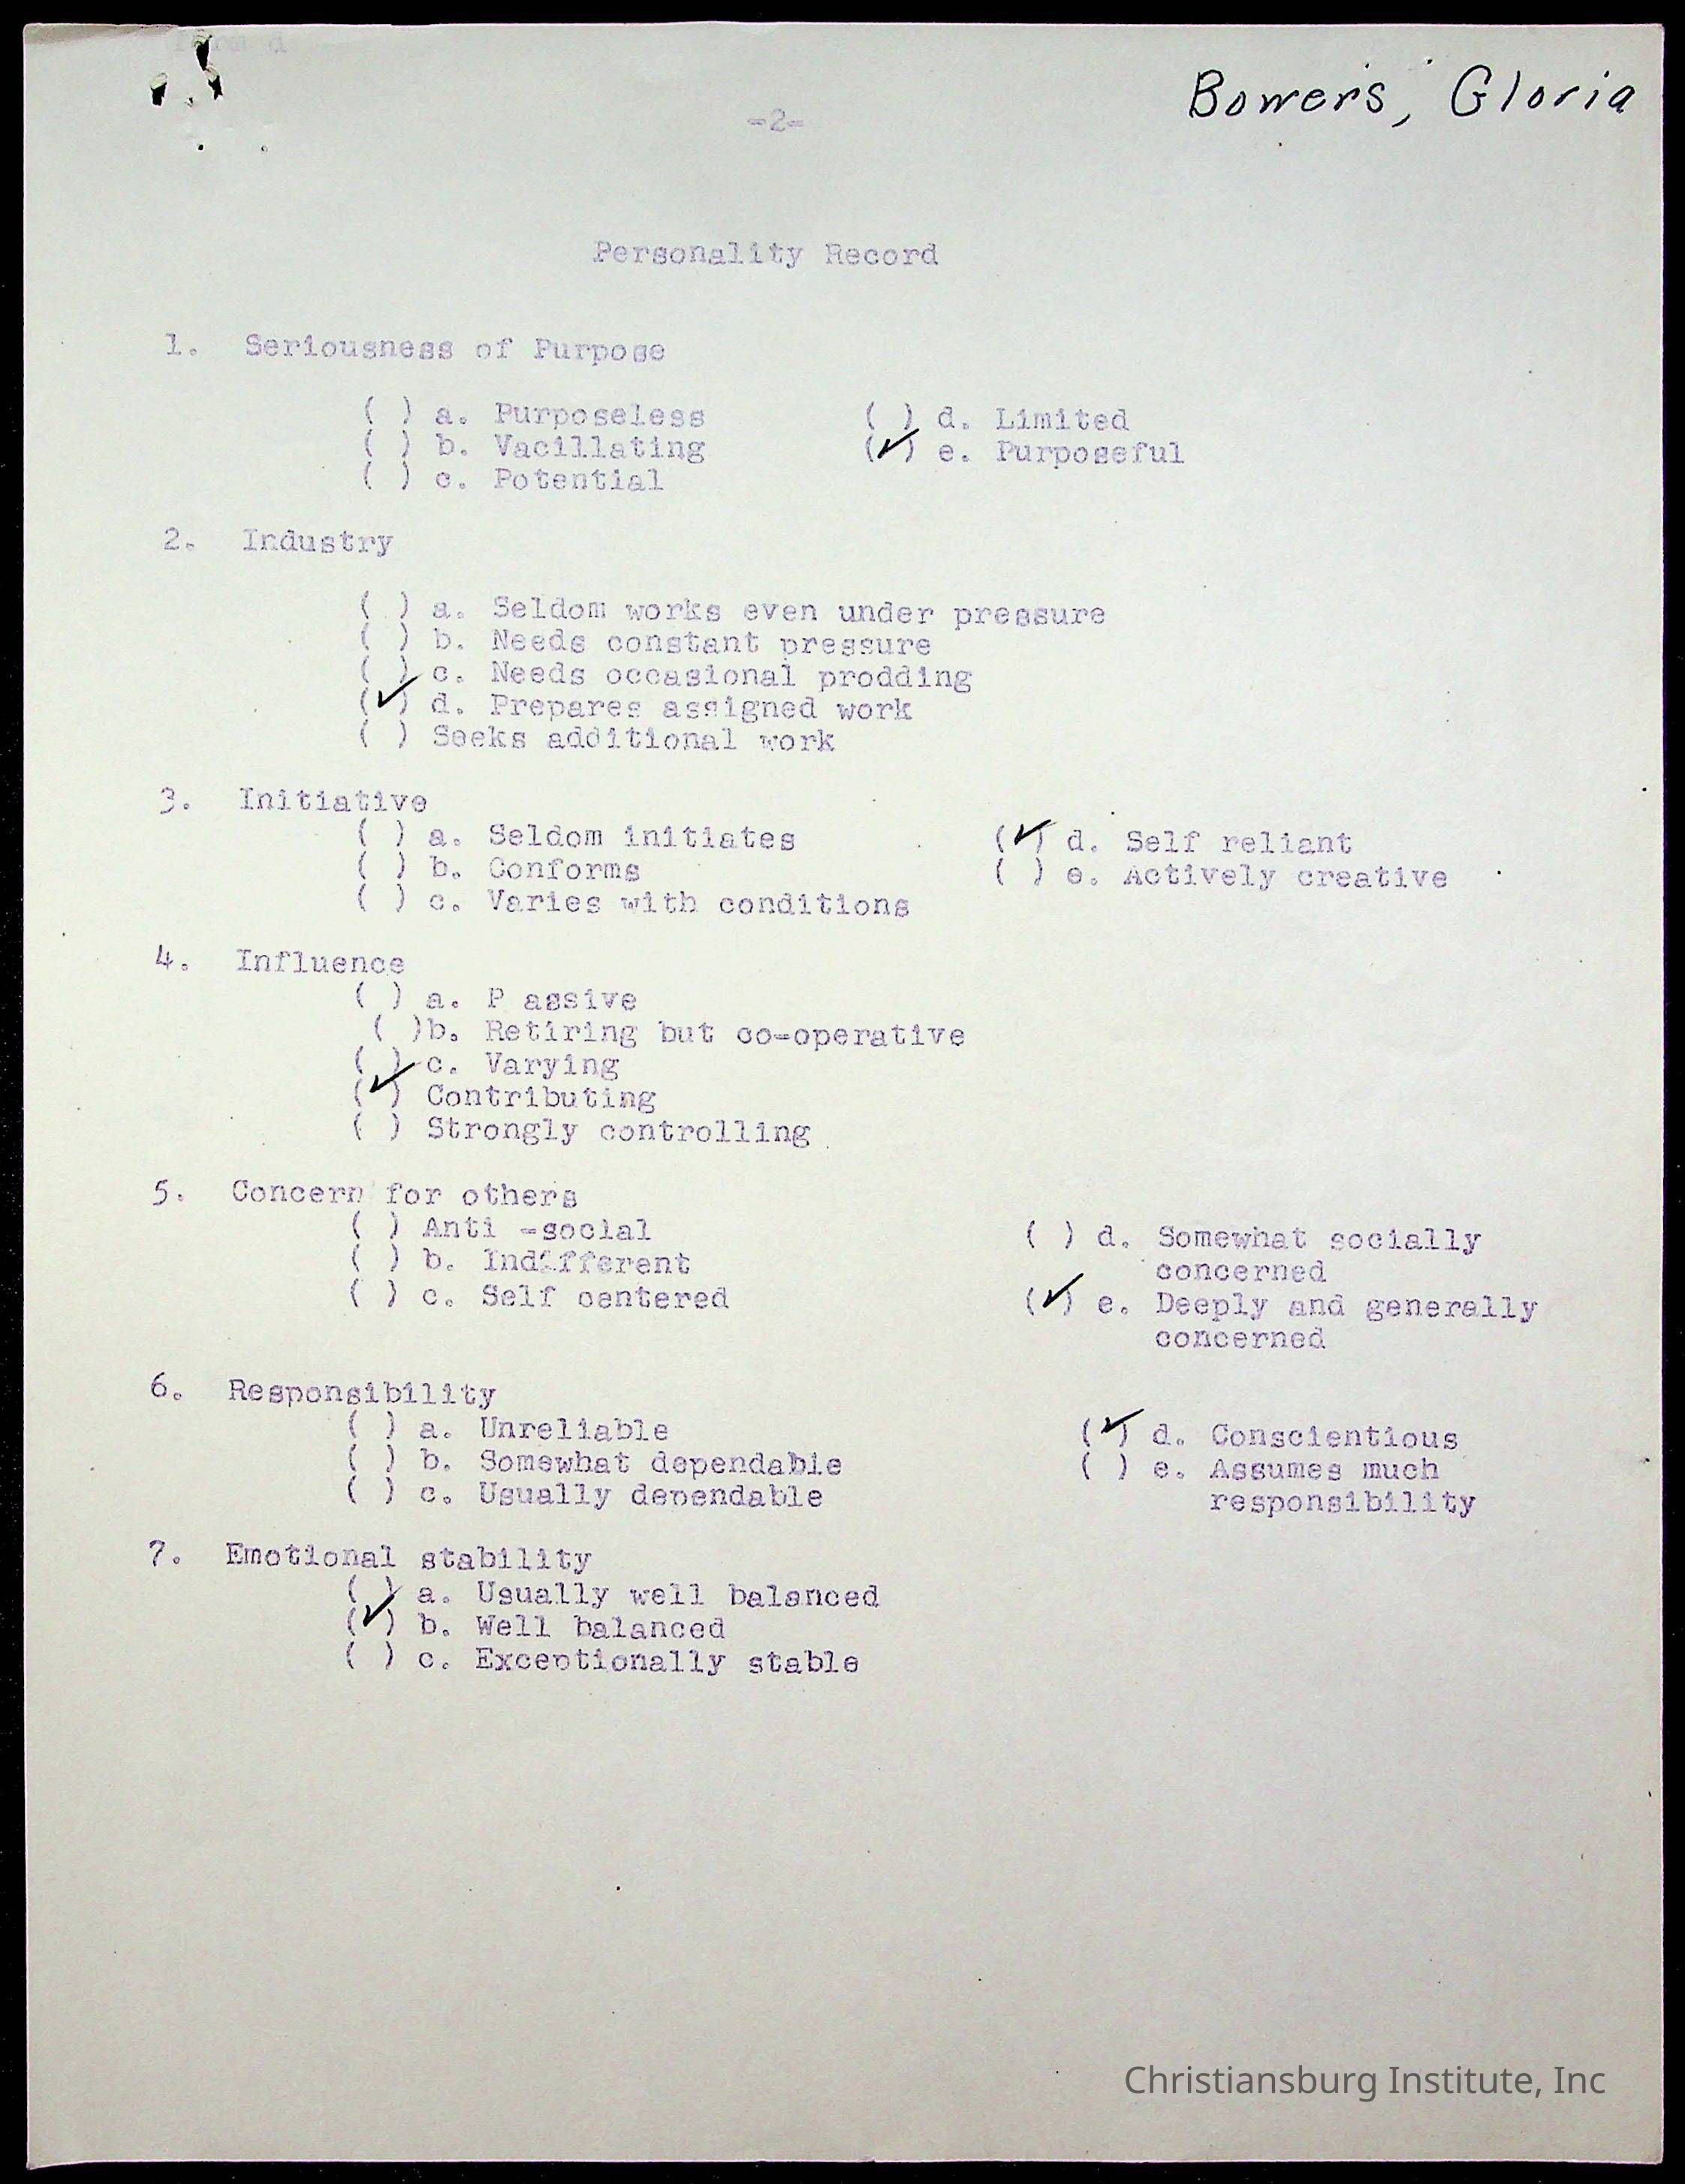 Bowers, Gloria
-2-
Personality Record
1. Seriousness of Purpose
( ) a. Purposeless ( ) d. Limited
( ) b. Vacillating (✓) e. Purposeful
( ) c. Potential
2. Industry
( ) a. Seldom works even under pressure
( ) b. Needs constant pressure
( ) c. Needs occasional prodding
(✓) d. Prepares assigned work
( ) Seeks additional work
3. Initiative
( ) a. Seldom initiates (✓) d. Self reliant
( ) b. Conforms ( ) e. Actively creative
( ) c. Varies with conditions
4. Influence
( ) a. P assive
( )b. Retiring but co-operative
( ) c. Varying
(✓) Contributing
( ) Strongly controlling
5. Concern for others
( ) Anti -social ( ) d. Somewhat socially
concerned
( ) b. Indifferent
( ) c. Self centered (✓) e. Deeply and generally
concerned
6. Responsibility
( ) a. Unreliable (✓) d. Conscientious
( ) b. Somewhat dependable ( ) e. Assumes much
responsibility
( ) c. Usually dependable
7. Emotional stability
( ) a. Usually well balanced
(✓) b. Well balanced
( ) c. Exceptionally stable
Christiansburg Institute, Inc